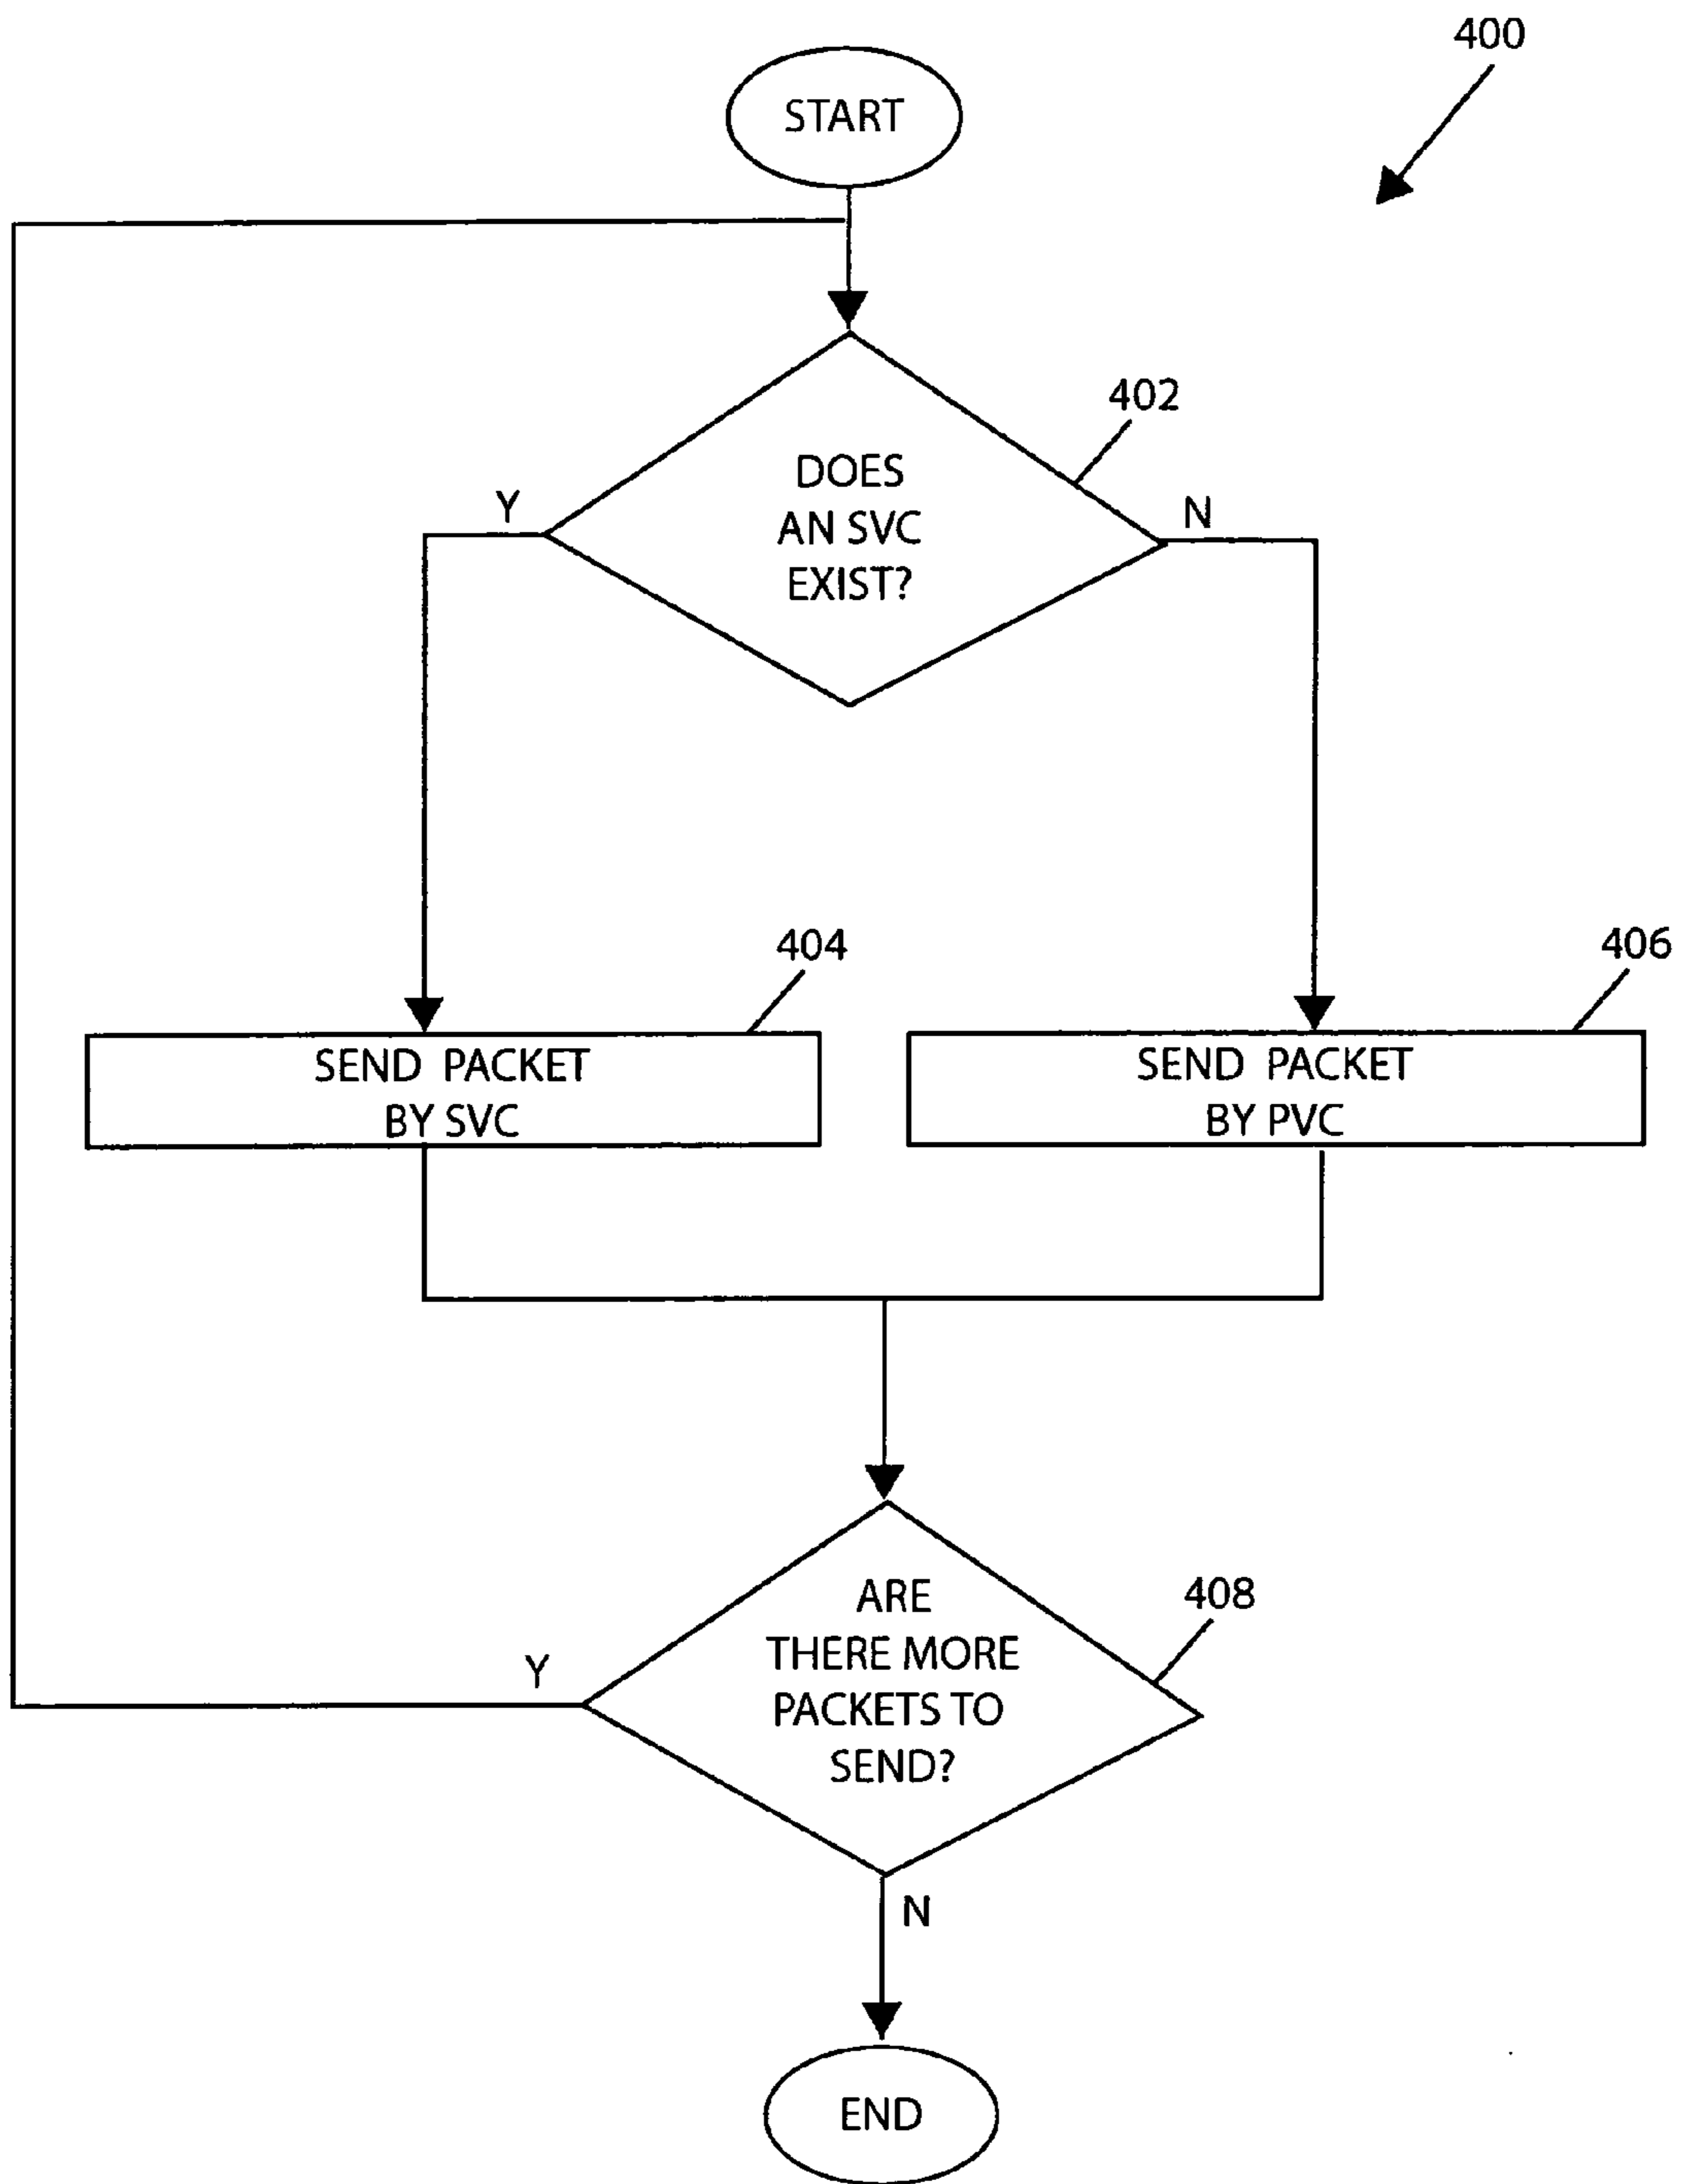 400
START
402
DOES
AN SVC
EXIST?
Y
N
404
406
SEND PACKET
BY SVC
SEND PACKET
BY PVC
408
ARE
THERE MORE
PACKETS TO
SEND?
Y
N
END